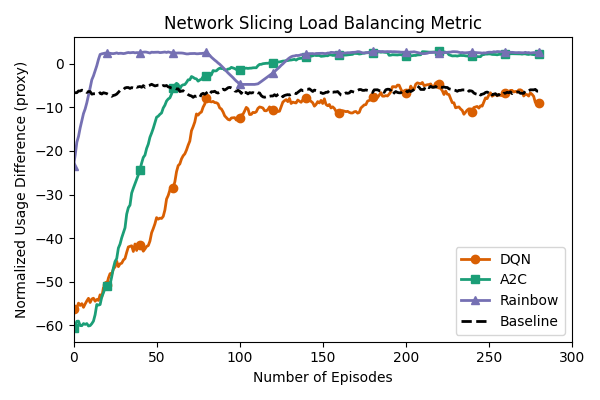 Network Slicing Load Balancing Metric
Normalized Usage Difference (proxy)
0
−10
−20
−30
−40
−50
−60
0 50 100 150 200 250 300
Number of Episodes
DQN
A2C
Rainbow
Baseline